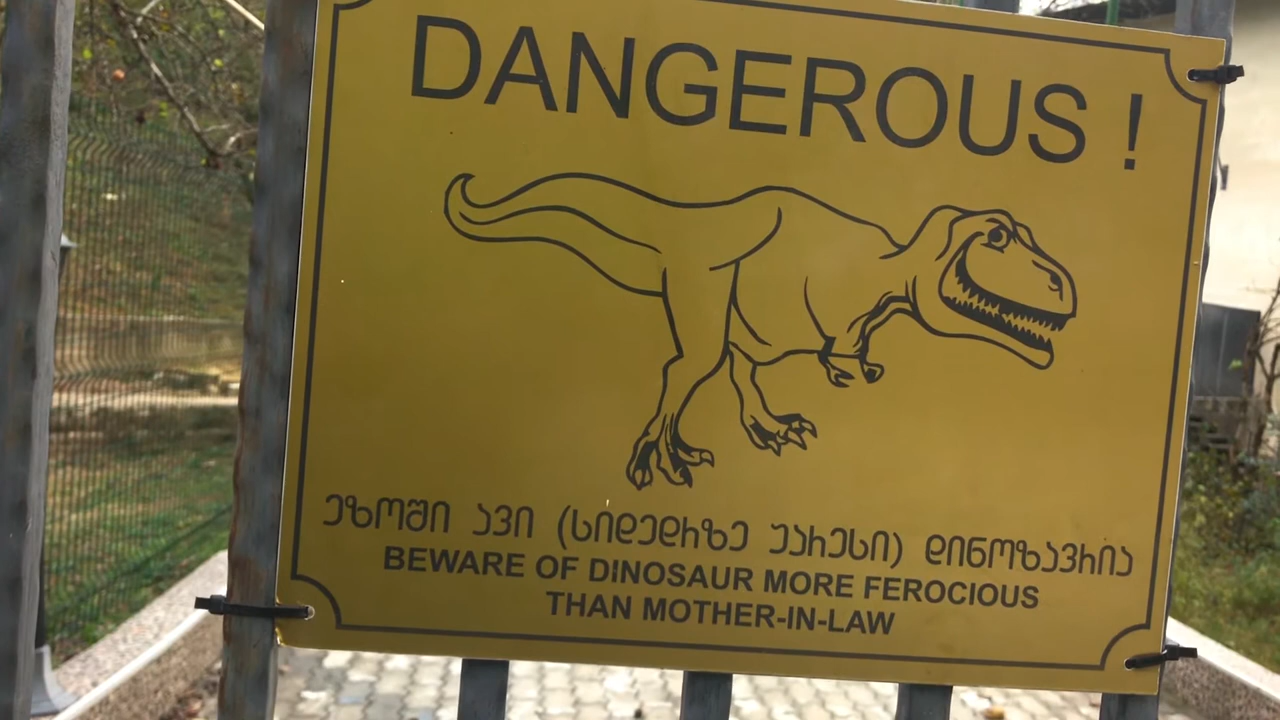 DANGEROUS !
ეზოში ავი (სიდედრზე უარესი) დინოზავრია
BEWARE OF DINOSAUR MORE FEROCIOUS
THAN MOTHER-IN-LAW